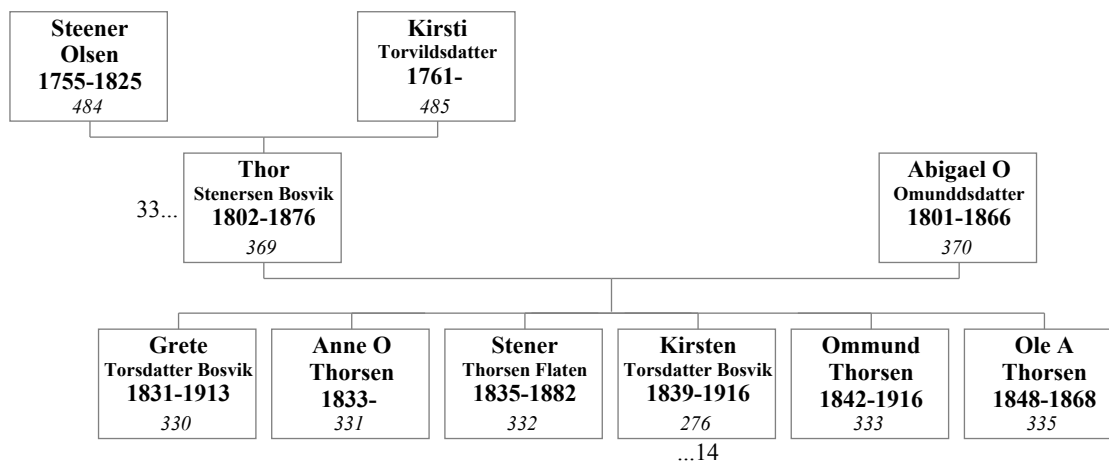 Steener
Olsen
1755-1825
484
Kirsti
Torvildsdatter
1761-
485
33...
Thor
Stenersen Bosvik
1802-1876
369
Abigael O
Omunddsdatter
1801-1866
370
Grete
Torsdatter Bosvik
1831-1913
330
Anne O
Thorsen
1833-
331
Stener
Thorsen Flaten
1835-1882
332
Kirsten
Torsdatter Bosvik
1839-1916
276
...14
Ommund
Thorsen
1842-1916
333
Ole A
Thorsen
1848-1868
335